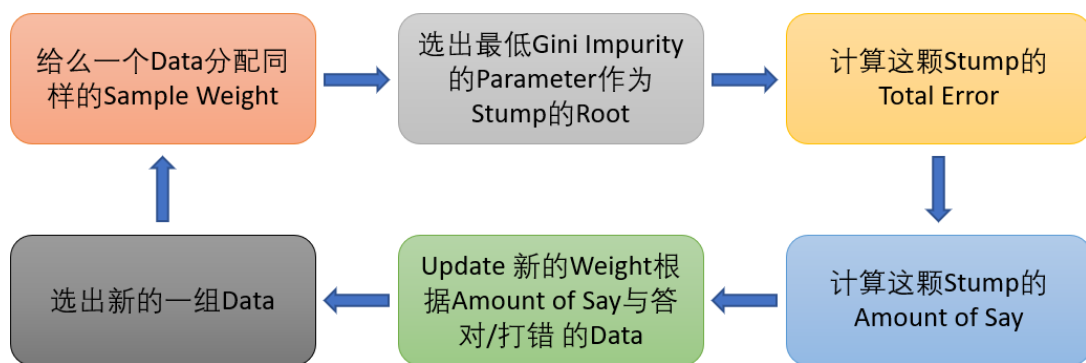 给么一个Data分配同
样的Sample Weight
选出最低Gini Impurity
的Parameter作为
Stump的Root
计算这颗Stump的
Total Error
计算这颗Stump的
Amount of Say
Update 新的Weight根
据Amount of Say与答
对/打错 的Data
选出新的一组Data